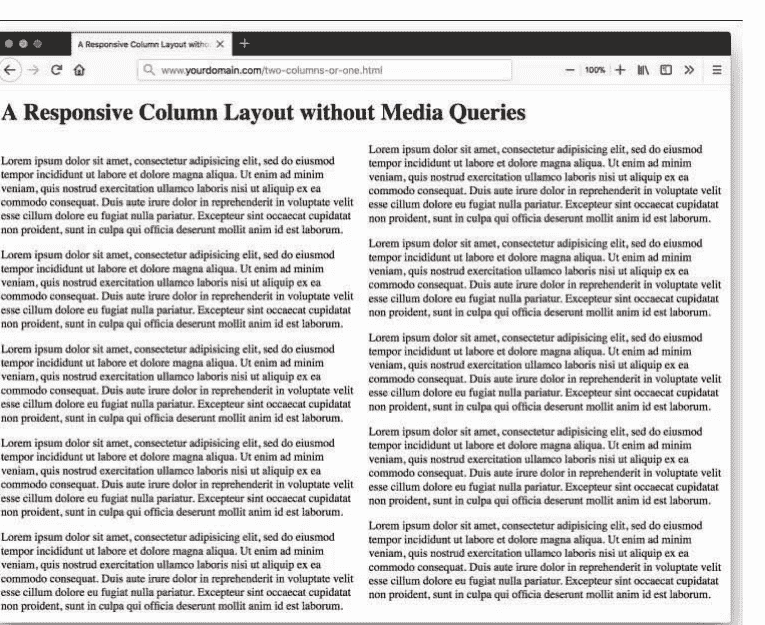 A Responsive Column Layout witho
www.yourdomain.com/two-columns-or-one.html
100%
A Responsive Column Layout without Media Queries
Lorem ipsum dolor sit amet, consectetur adipisicing elit, sed do eiusmod
tempor incididunt ut labore et dolore magna aliqua. Ut enim ad minim
veniam, quis nostrud exercitation ullamco laboris nisi ut aliquip ex ea
commodo consequat. Duis aute irure dolor in reprehenderit in voluptate velit
esse cillum dolore eu fugiat nulla pariatur. Excepteur sint occaecat cupidatat
non proident, sunt in culpa qui officia deserunt mollit anim id est laborum.
Lorem ipsum dolor sit amet, consectetur adipisicing elit, sed do eiusmod
tempor incididunt ut labore et dolore magna aliqua. Ut enim ad minim
veniam, quis nostrud exercitation ullamco laboris nisi ut aliquip ex ea
commodo consequat. Duis aute irure dolor in reprehenderit in voluptate velit
esse cillum dolore eu fugiat nulla pariatur. Excepteur sint occaecat cupidatat
non proident, sunt in culpa qui officia deserunt mollit anim id est laborum.
Lorem ipsum dolor sit amet, consectetur adipisicing elit, sed do eiusmod
tempor incididunt ut labore et dolore magna aliqua. Ut enim ad minim
veniam, quis nostrud exercitation ullamco laboris nisi ut aliquip ex ea
commodo consequat. Duis aute irure dolor in reprehenderit in voluptate velit
esse cillum dolore eu fugiat nulla pariatur. Excepteur sint occaecat cupidatat
non proident, sunt in culpa qui officia deserunt mollit anim id est laborum.
Lorem ipsum dolor sit amet, consectetur adipisicing elit, sed do eiusmod
tempor incididunt ut labore et dolore magna aliqua. Ut enim ad minim
veniam, quis nostrud exercitation ullamco laboris nisi ut aliquip ex ea
commodo consequat. Duis aute irure dolor in reprehenderit in voluptate velit
esse cillum dolore eu fugiat nulla pariatur. Excepteur sint occaecat cupidatat
non proident, sunt in culpa qui officia deserunt mollit anim id est laborum.
Lorem ipsum dolor sit amet, consectetur adipisicing elit, sed do eiusmod
tempor incididunt ut labore et dolore magna aliqua. Ut enim ad minim
veniam, quis nostrud exercitation ullamco laboris nisi ut aliquip ex ea
commodo consequat. Duis aute irure dolor in reprehenderit in voluptate velit
esse cillum dolore eu fugiat nulla pariatur. Excepteur sint occaecat cupidatat
non proident, sunt in culpa qui officia deserunt mollit anim id est laborum.
Lorem ipsum dolor sit amet, consectetur adipisicing elit, sed do eiusmod
tempor incididunt ut labore et dolore magna aliqua. Ut enim ad minim
veniam, quis nostrud exercitation ullamco laboris nisi ut aliquip ex ea
commodo consequat. Duis aute irure dolor in reprehenderit in voluptate velit
esse cillum dolore eu fugiat nulla pariatur. Excepteur sint occaecat cupidatat
non proident, sunt in culpa qui officia deserunt mollit anim id est laborum.
Lorem ipsum dolor sit amet, consectetur adipisicing elit, sed do eiusmod
tempor incididunt ut labore et dolore magna aliqua. Ut enim ad minim
veniam, quis nostrud exercitation ullamco laboris nisi ut aliquip ex ea
commodo consequat. Duis aute irure dolor in reprehenderit in voluptate velit
esse cillum dolore eu fugiat nulla pariatur. Excepteur sint occaecat cupidatat
non proident, sunt in culpa qui officia deserunt mollit anim id est laborum.
Lorem ipsum dolor sit amet, consectetur adipisicing elit, sed do eiusmod
tempor incididunt ut labore et dolore magna aliqua. Ut enim ad minim
veniam, quis nostrud exercitation ullamco laboris nisi ut aliquip ex ea
commodo consequat. Duis aute irure dolor in reprehenderit in voluptate velit
esse cillum dolore eu fugiat nulla pariatur. Excepteur sint occaecat cupidatat
non proident, sunt in culpa qui officia deserunt mollit anim id est laborum.
Lorem ipsum dolor sit amet, consectetur adipisicing elit, sed do eiusmod
tempor incididunt ut labore et dolore magna aliqua. Ut enim ad minim
veniam, quis nostrud exercitation ullamco laboris nisi ut aliquip ex ea
commodo consequat. Duis aute irure dolor in reprehenderit in voluptate velit
esse cillum dolore eu fugiat nulla pariatur. Excepteur sint occaecat cupidatat
non proident, sunt in culpa qui officia deserunt mollit anim id est laborum.
Lorem ipsum dolor sit amet, consectetur adipisicing elit, sed do eiusmod
tempor incididunt ut labore et dolore magna aliqua. Ut enim ad minim
veniam, quis nostrud exercitation ullamco laboris nisi ut aliquip ex ea
commodo consequat. Duis aute irure dolor in reprehenderit in voluptate velit
esse cillum dolore eu fugiat nulla pariatur. Excepteur sint occaecat cupidatat
non proident, sunt in culpa qui officia deserunt mollit anim id est laborum.